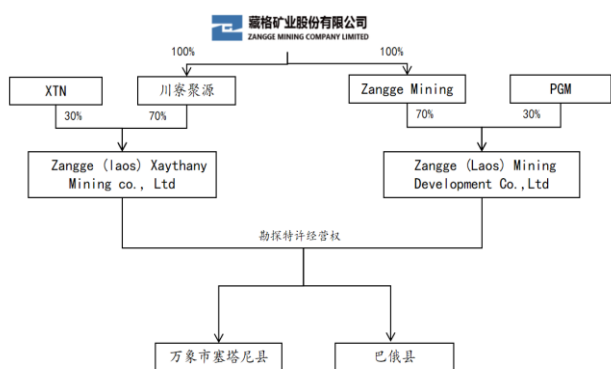 藏格矿业股份有限公司
ZANGGE MINING COMPANY LIMITED
100%
100%
XTN
川寮聚源
Zangge Mining
PGM
30%
70%
70%
30%
Zangge (laos) Xaythany
Mining co., Ltd
Zangge (Laos) Mining
Development Co.,Ltd
勘探特许经营权
万象市塞塔尼县
巴俄县